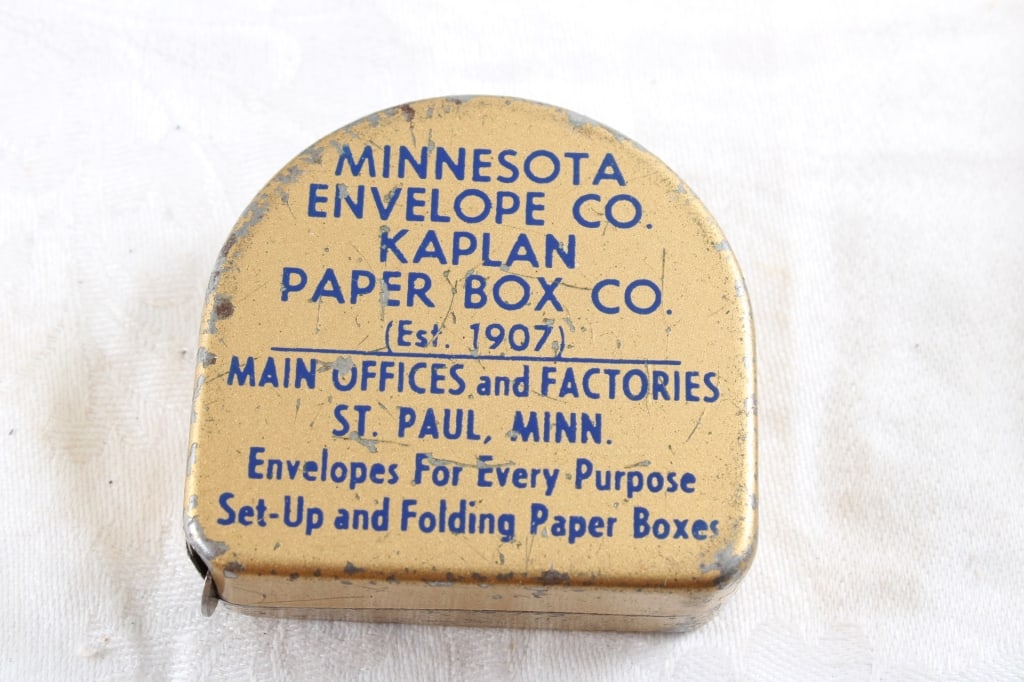 MINNESOTA
ENVELOPE CO.
KAPLAN
PAPER BOX CO.
(Est. 1907)
MAIN OFFICES and FACTORIES
ST. PAUL, MINN.
Envelopes For Every Purpose
Set-Up and Folding Paper Boxes